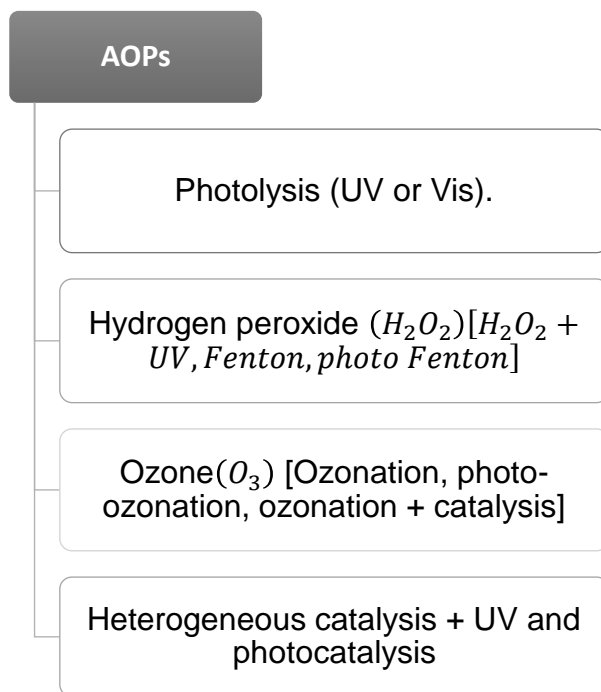 AOPs
Photolysis (UV or Vis).
Hydrogen peroxide (H₂O₂)[H₂O₂ +
UV, Fenton, photo Fenton]
Ozone(O₃) [Ozonation, photo-
ozonation, ozonation + catalysis]
Heterogeneous catalysis + UV and
photocatalysis